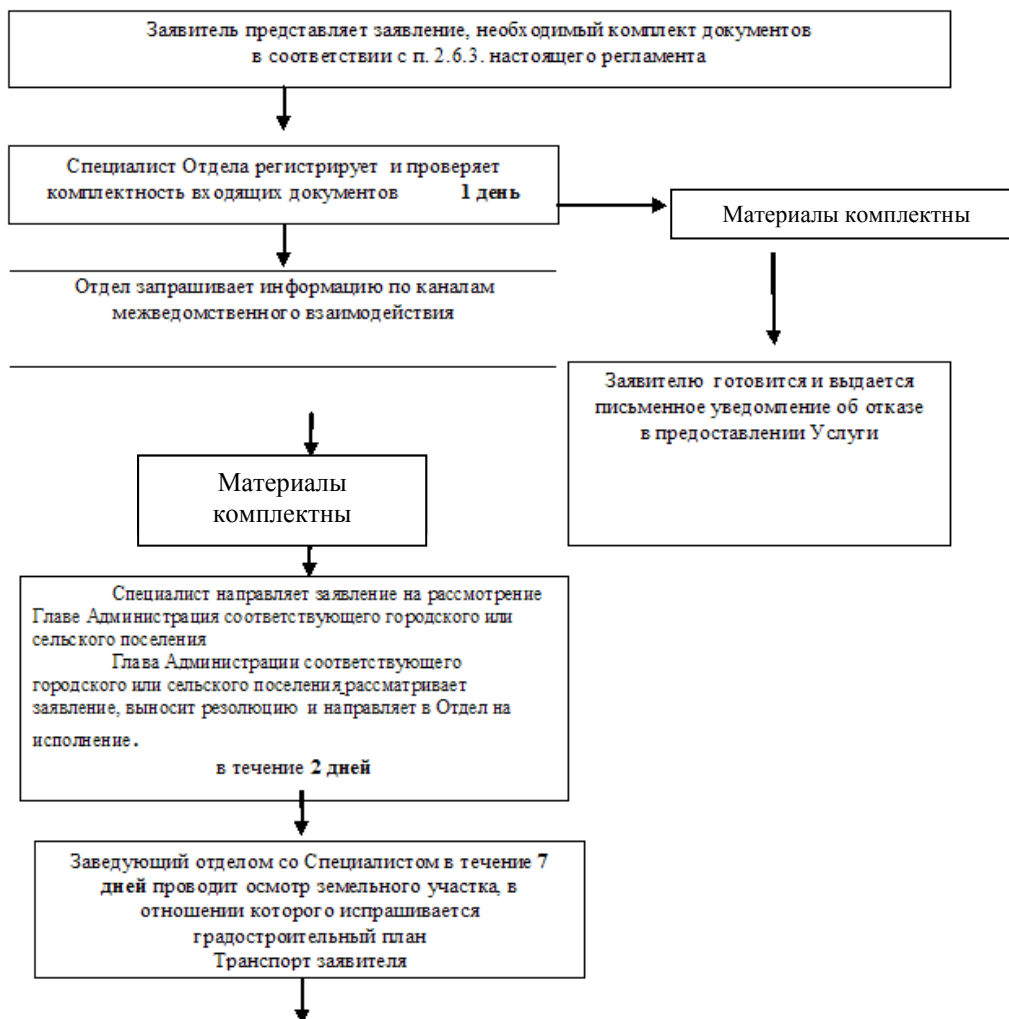 Заявитель представляет заявление, необходимый комплект документов
в соответствии с п. 2.6.3. настоящего регламента
Специалист Отдела регистрирует и проверяет
комплектность входящих документов 1 день
Материалы комплектны
Отдел запрашивает информацию по каналам
межведомственного взаимодействия
Заявителю готовится и выдается
письменное уведомление об отказе
в предоставлении Услуги
Материалы
комплектны
Специалист направляет заявление на рассмотрение
Главе Администрация соответствующего городского или
сельского поселения
Глава Администрации соответствующего
городского или сельского поселения рассматривает
заявление, выносит резолюцию и направляет в Отдел на
исполнение.
в течение 2 дней
Заведующий отделом со Специалистом в течение 7
дней проводит осмотр земельного участка, в
отношении которого испрашивается
градостроительный план
Транспорт заявителя